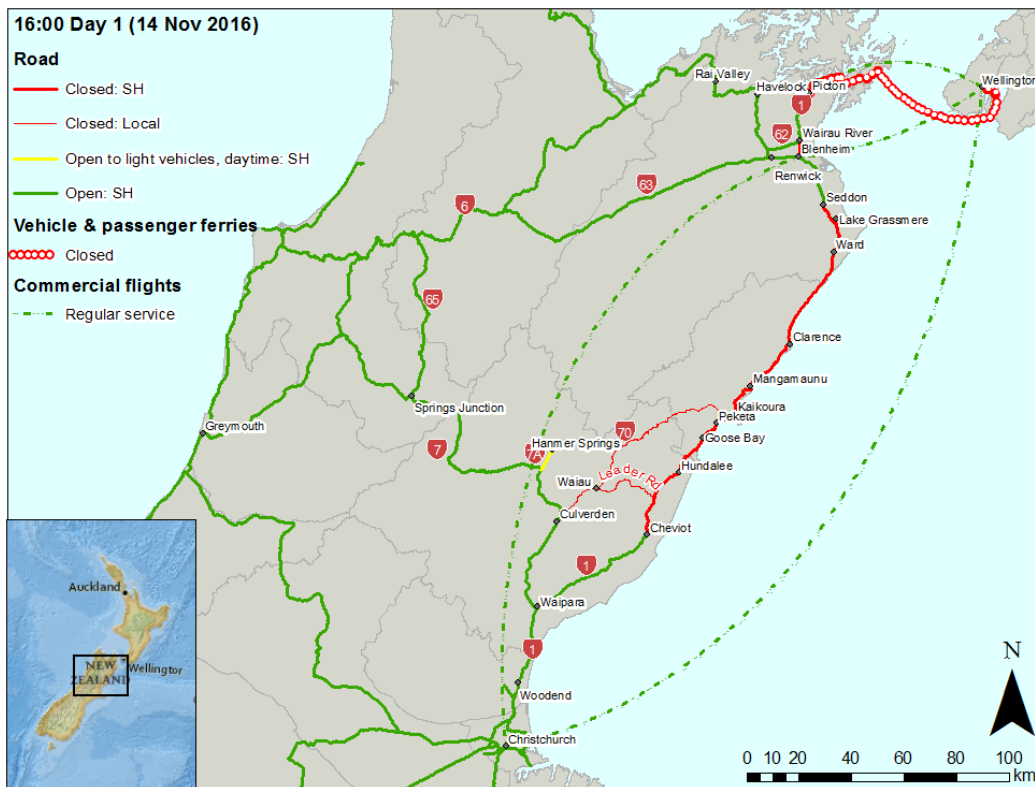 16:00 Day 1 (14 Nov 2016)
Road
Closed: SH
Closed: Local
Open to light vehicles, daytime: SH
Open: SH
Vehicle & passenger ferries
Closed
Commercial flights
Regular service
Rai Valley
Havelock
Picton
Wellington
1
62
Wairau River
Blenheim
Renwick
63
6
Seddon
Lake Grassmere
Ward
65
Clarence
Mangamaunu
Kaikoura
Peketa
Springs Junction
Greymouth
70
Goose Bay
Hanmer Springs
7
7A
Hundalee
Leader Rd
Waiau
Culverden
Cheviot
1
Waipara
1
Woodend
Christchurch
Auckland
Wellington
NEW
ZEALAND
N
0 10 20 40 60 80 100
km